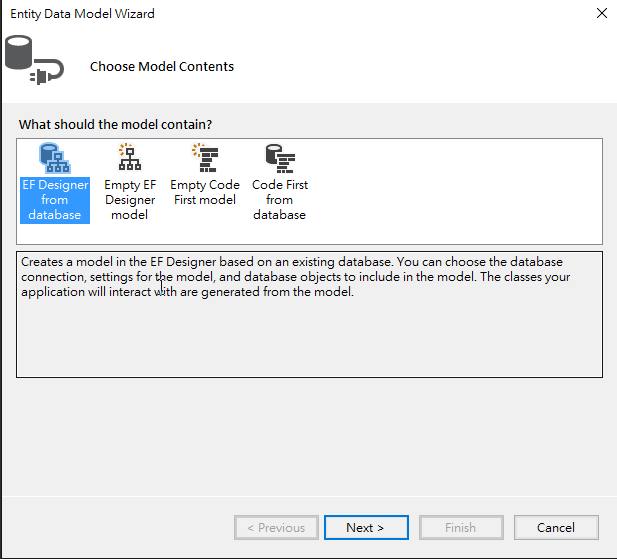 Entity Data Model Wizard
Choose Model Contents
What should the model contain?
EF Designer
from
database
Empty EF
Designer
model
Empty Code
First model
Code First
from
database
Creates a model in the EF Designer based on an existing database. You can choose the database
connection, settings for the model, and database objects to include in the model. The classes your
application will interact with are generated from the model.
< Previous
Next >
Finish
Cancel